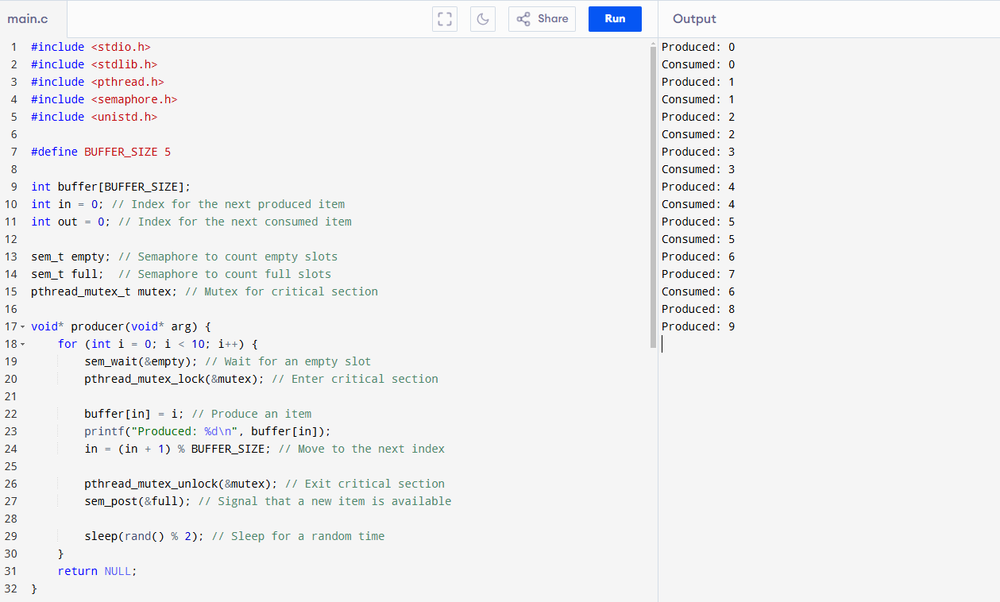 main.c
Share
Run
Output
1 #include <stdio.h>
2 #include <stdlib.h>
3 #include <pthread.h>
4 #include <semaphore.h>
5 #include <unistd.h>
6
7 #define BUFFER_SIZE 5
8
9 int buffer[BUFFER_SIZE];
10 int in = 0; // Index for the next produced item
11 int out = 0; // Index for the next consumed item
12
13 sem_t empty; // Semaphore to count empty slots
14 sem_t full;  // Semaphore to count full slots
15 pthread_mutex_t mutex; // Mutex for critical section
16
17 void* producer(void* arg) {
18     for (int i = 0; i < 10; i++) {
19         sem_wait(&empty); // Wait for an empty slot
20         pthread_mutex_lock(&mutex); // Enter critical section
21
22         buffer[in] = i; // Produce an item
23         printf("Produced: %d\n", buffer[in]);
24         in = (in + 1) % BUFFER_SIZE; // Move to the next index
25
26         pthread_mutex_unlock(&mutex); // Exit critical section
27         sem_post(&full); // Signal that a new item is available
28
29         sleep(rand() % 2); // Sleep for a random time
30     }
31     return NULL;
32 }
Produced: 0
Consumed: 0
Produced: 1
Consumed: 1
Produced: 2
Consumed: 2
Produced: 3
Consumed: 3
Produced: 4
Consumed: 4
Produced: 5
Consumed: 5
Produced: 6
Produced: 7
Consumed: 6
Produced: 8
Produced: 9